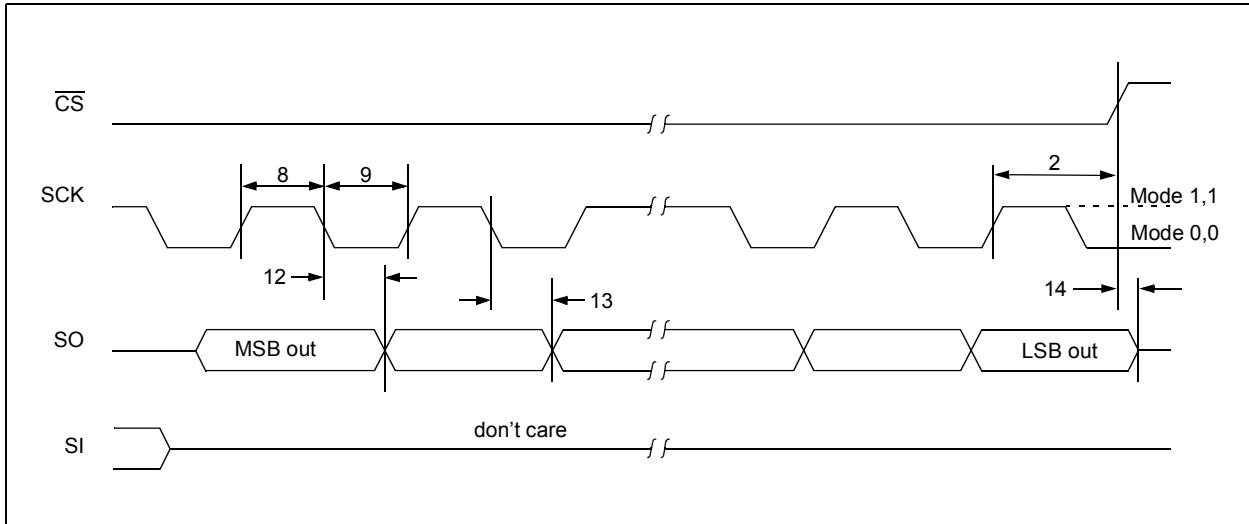 CS
SCK
8
9
2
Mode 1,1
Mode 0,0
12
13
14
SO
MSB out
LSB out
SI
don't care